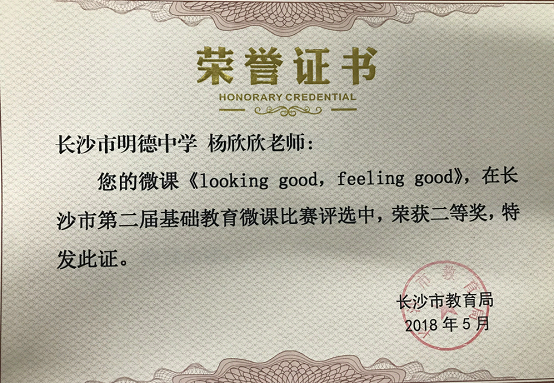 荣誉证书
HONORARY CREDENTIAL
长沙市明德中学 杨欣欣老师：
您的微课《looking good, feeling good》，在长
沙市第二届基础教育微课比赛评选中，荣获二等奖，特
发此证。
长沙市教育局
2018年5月